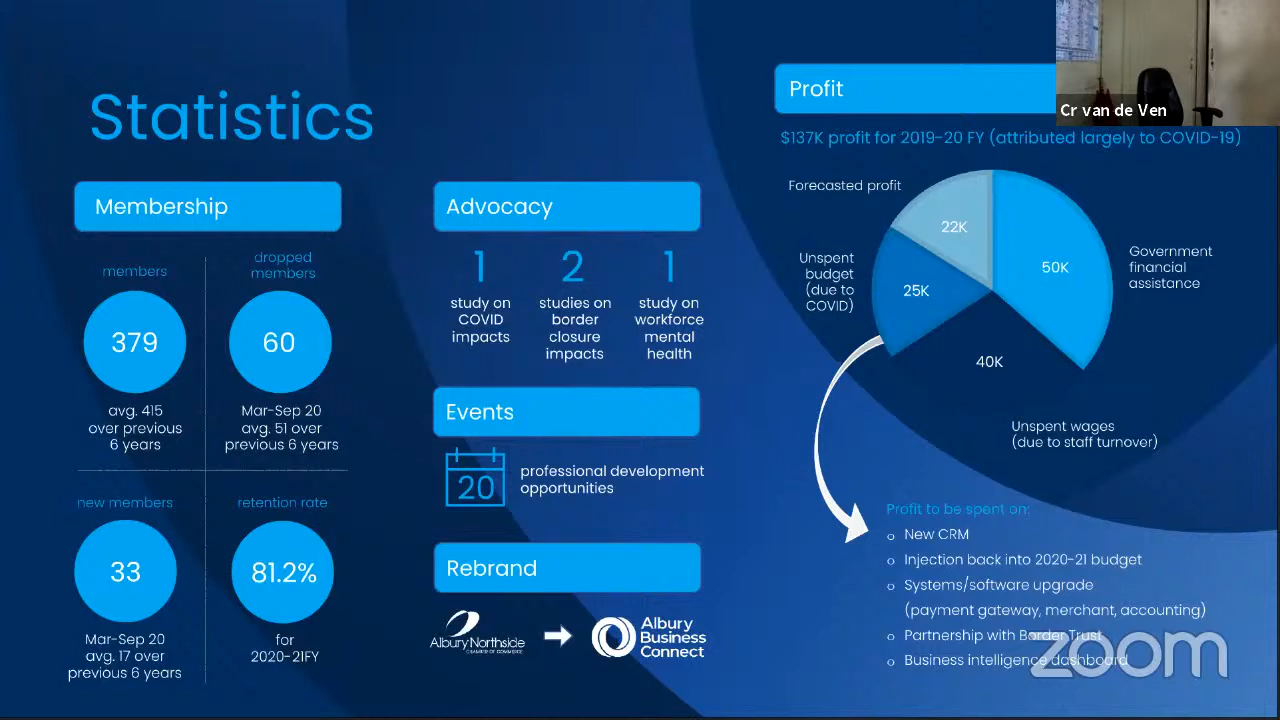 Statistics
Membership
members
379
avg. 415
over previous
6 years
dropped
members
60
Mar-Sep 20
avg. 51 over
previous 6 years
new members
33
Mar-Sep 20
avg. 17 over
previous 6 years
retention rate
81.2%
for
2020-21FY
Advocacy
1
study on
COVID
impacts
2
studies on
border
closure
impacts
1
study on
workforce
mental
health
Events
20
professional development
opportunities
Rebrand
Albury Northside
CHAMBER OF COMMERCE
Albury
Business
Connect
Profit
Cr van de Ven
$137K profit for 2019-20 FY (attributed largely to COVID-19)
Forecasted profit
22K
Unspent
budget
(due to
COVID)
25K
50K
Government
financial
assistance
40K
Unspent wages
(due to staff turnover)
Profit to be spent on:
o New CRM
o Injection back into 2020-21 budget
o Systems/software upgrade
(payment gateway, merchant, accounting)
o Partnership with Border Trust
o Business intelligence dashboard
zoom